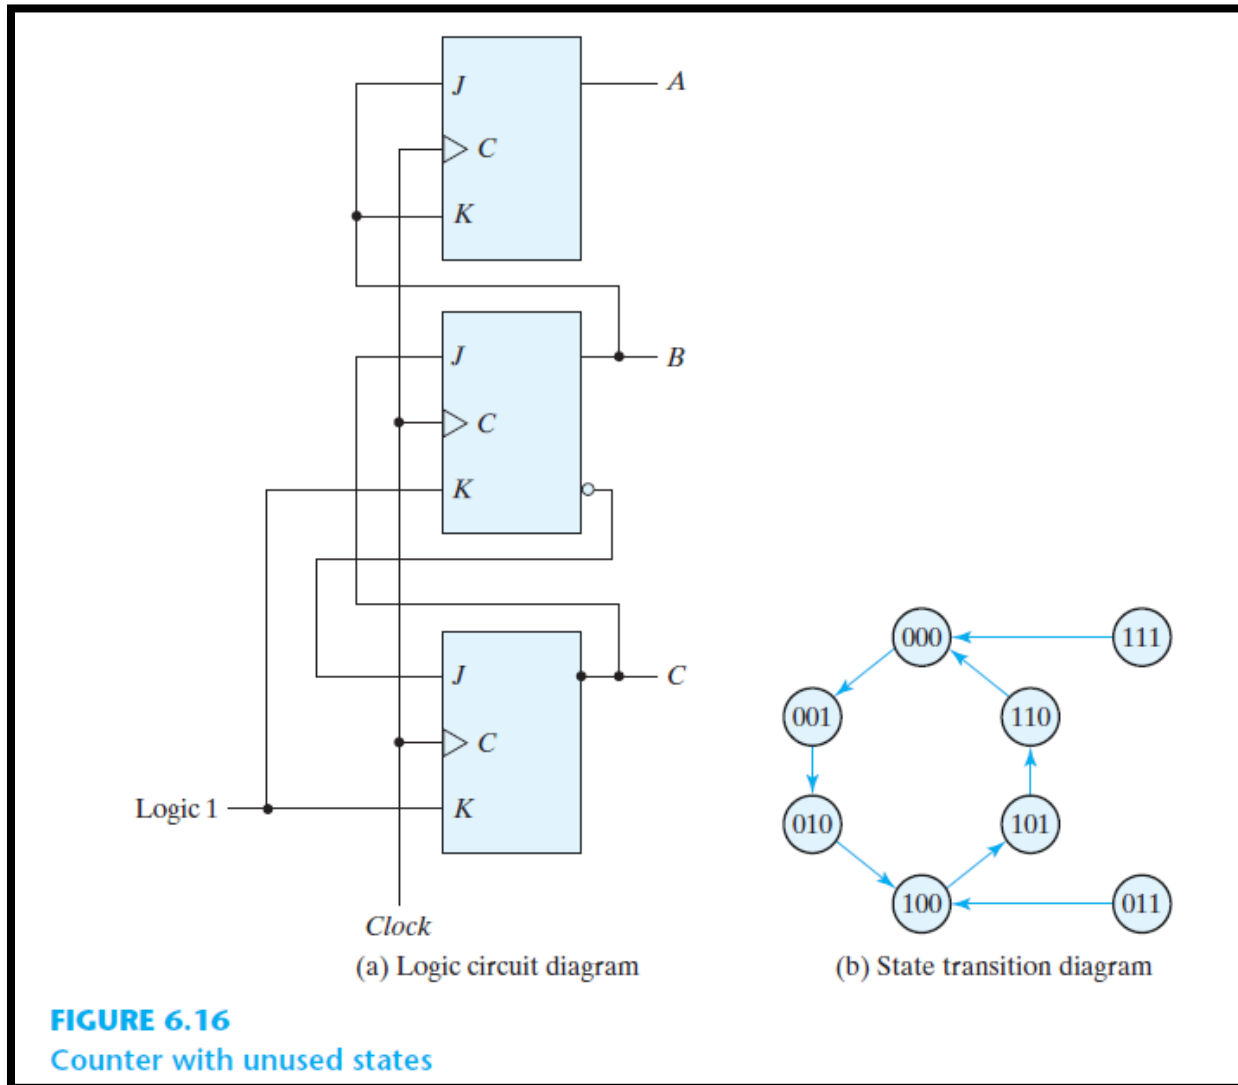 J
A
C
K
J
B
C
K
J
C
C
Logic 1
K
Clock
000
111
001
110
010
101
100
011
(a) Logic circuit diagram
(b) State transition diagram
FIGURE 6.16
Counter with unused states